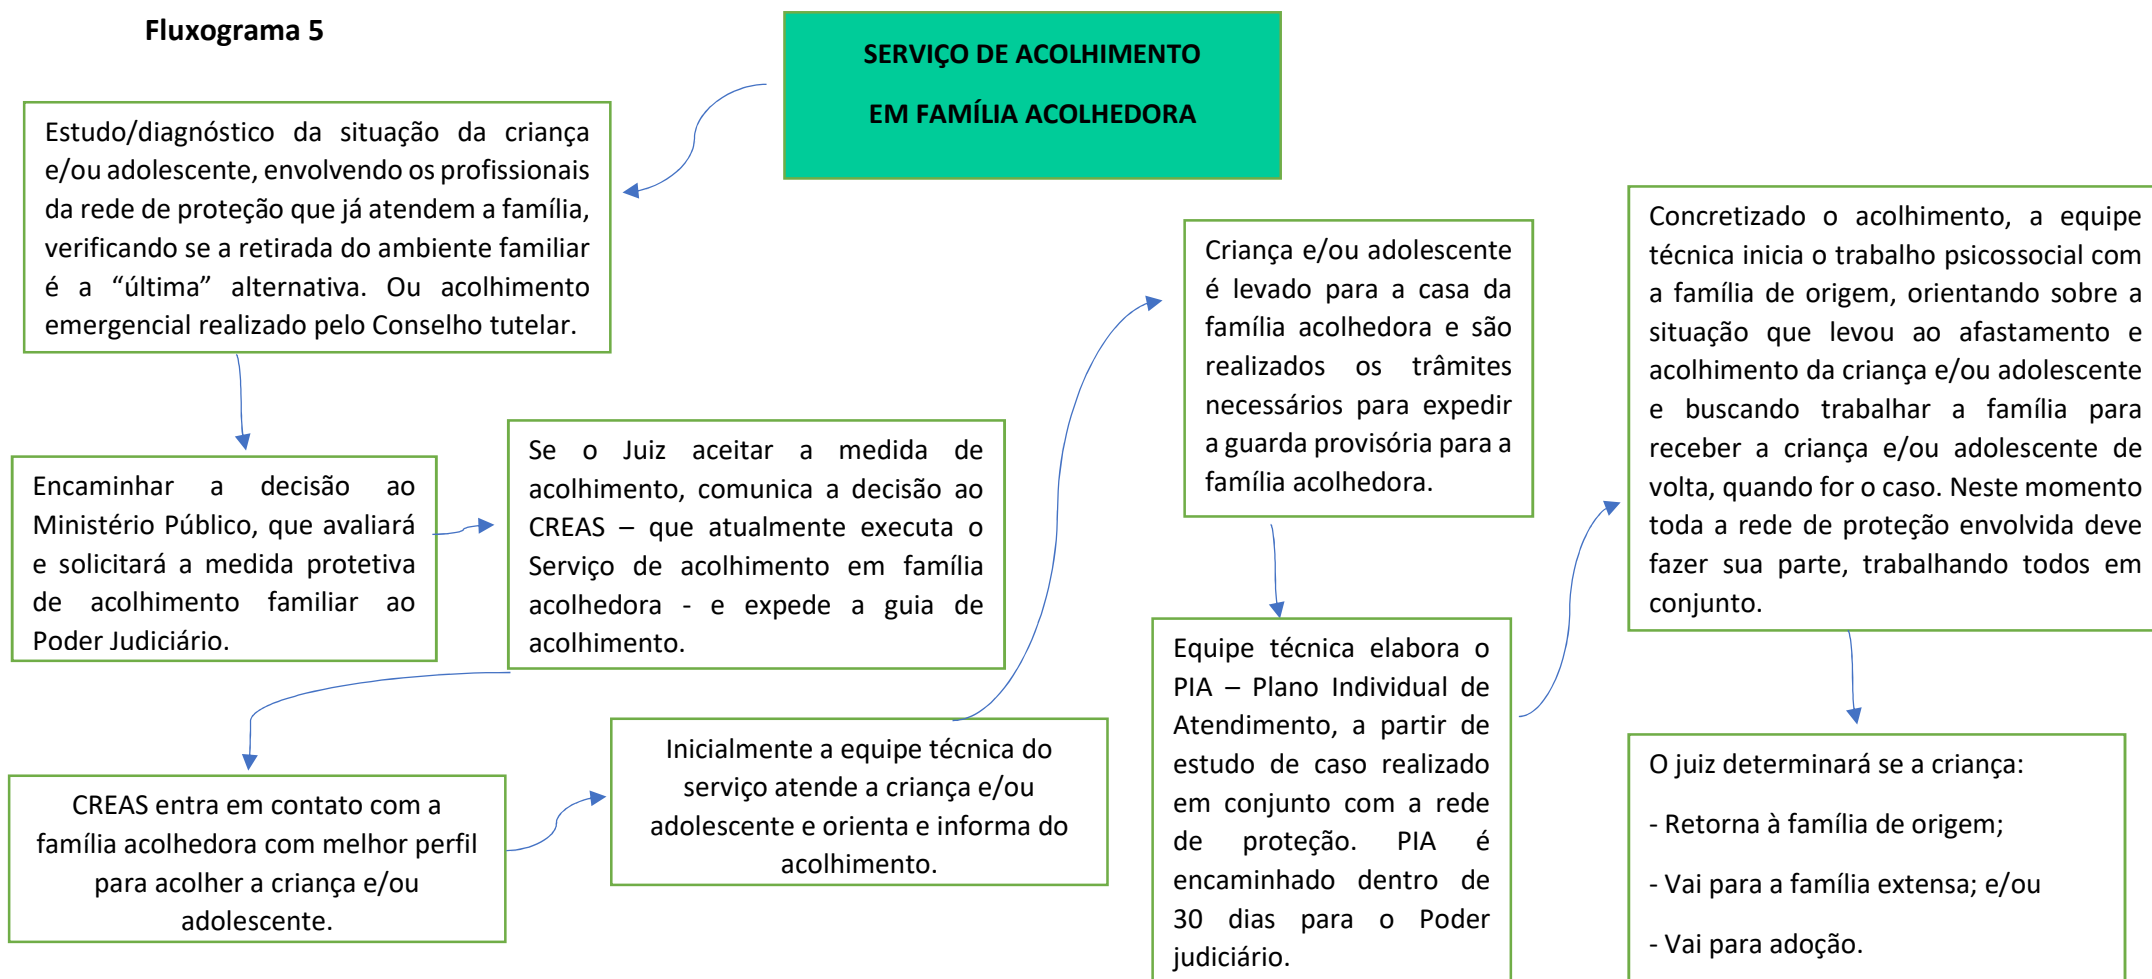 Fluxograma 5
SERVIÇO DE ACOLHIMENTO
EM FAMÍLIA ACOLHEDORA
Estudo/diagnóstico da situação da criança
e/ou adolescente, envolvendo os profissionais
da rede de proteção que já atendem a família,
verificando se a retirada do ambiente familiar
é a “última” alternativa. Ou acolhimento
emergencial realizado pelo Conselho tutelar.
Encaminhar a decisão ao
Ministério Público, que avaliará
e solicitará a medida protetiva
de acolhimento familiar ao
Poder Judiciário.
Se o Juiz aceitar a medida de
acolhimento, comunica a decisão ao
CREAS – que atualmente executa o
Serviço de acolhimento em família
acolhedora - e expede a guia de
acolhimento.
CREAS entra em contato com a
família acolhedora com melhor perfil
para acolher a criança e/ou
adolescente.
Inicialmente a equipe técnica do
serviço atende a criança e/ou
adolescente e orienta e informa do
acolhimento.
Criança e/ou adolescente
é levado para a casa da
família acolhedora e são
realizados os trâmites
necessários para expedir
a guarda provisória para a
família acolhedora.
Equipe técnica elabora o
PIA – Plano Individual de
Atendimento, a partir de
estudo de caso realizado
em conjunto com a rede
de proteção. PIA é
encaminhado dentro de
30 dias para o Poder
judiciário.
Concretizado o acolhimento, a equipe
técnica inicia o trabalho psicossocial com
a família de origem, orientando sobre a
situação que levou ao afastamento e
acolhimento da criança e/ou adolescente
e buscando trabalhar a família para
receber a criança e/ou adolescente de
volta, quando for o caso. Neste momento
toda a rede de proteção envolvida deve
fazer sua parte, trabalhando todos em
conjunto.
O juiz determinará se a criança:
- Retorna à família de origem;
- Vai para a família extensa; e/ou
- Vai para adoção.